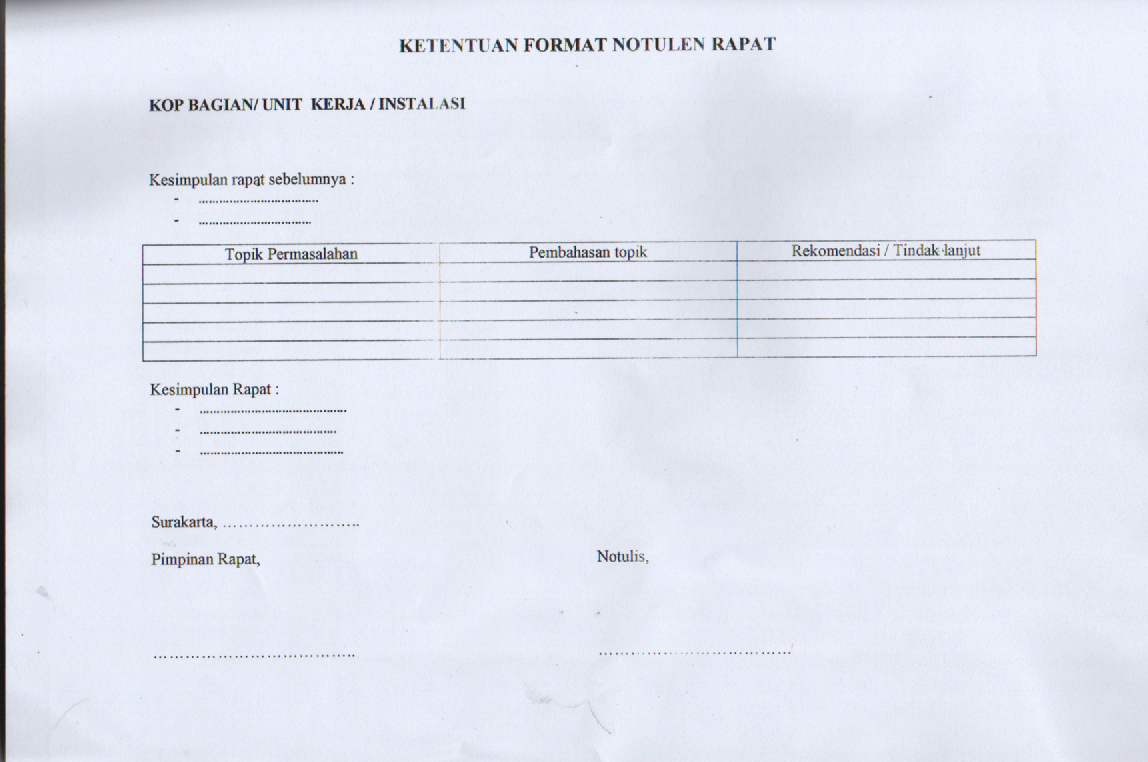 KETENTUAN FORMAT NOTULEN RAPAT
KOP BAGIAN/ UNIT KERJA / INSTALASI
Kesimpulan rapat sebelumnya :
- ..................................
- ................................
Topik Permasalahan Pembahasan topik Rekomendasi / Tindak lanjut
Kesimpulan Rapat :
- ..........................................
- .......................................
- .........................................
Surakarta, ..........................
Pimpinan Rapat, Notulis,
..................................... ...................................